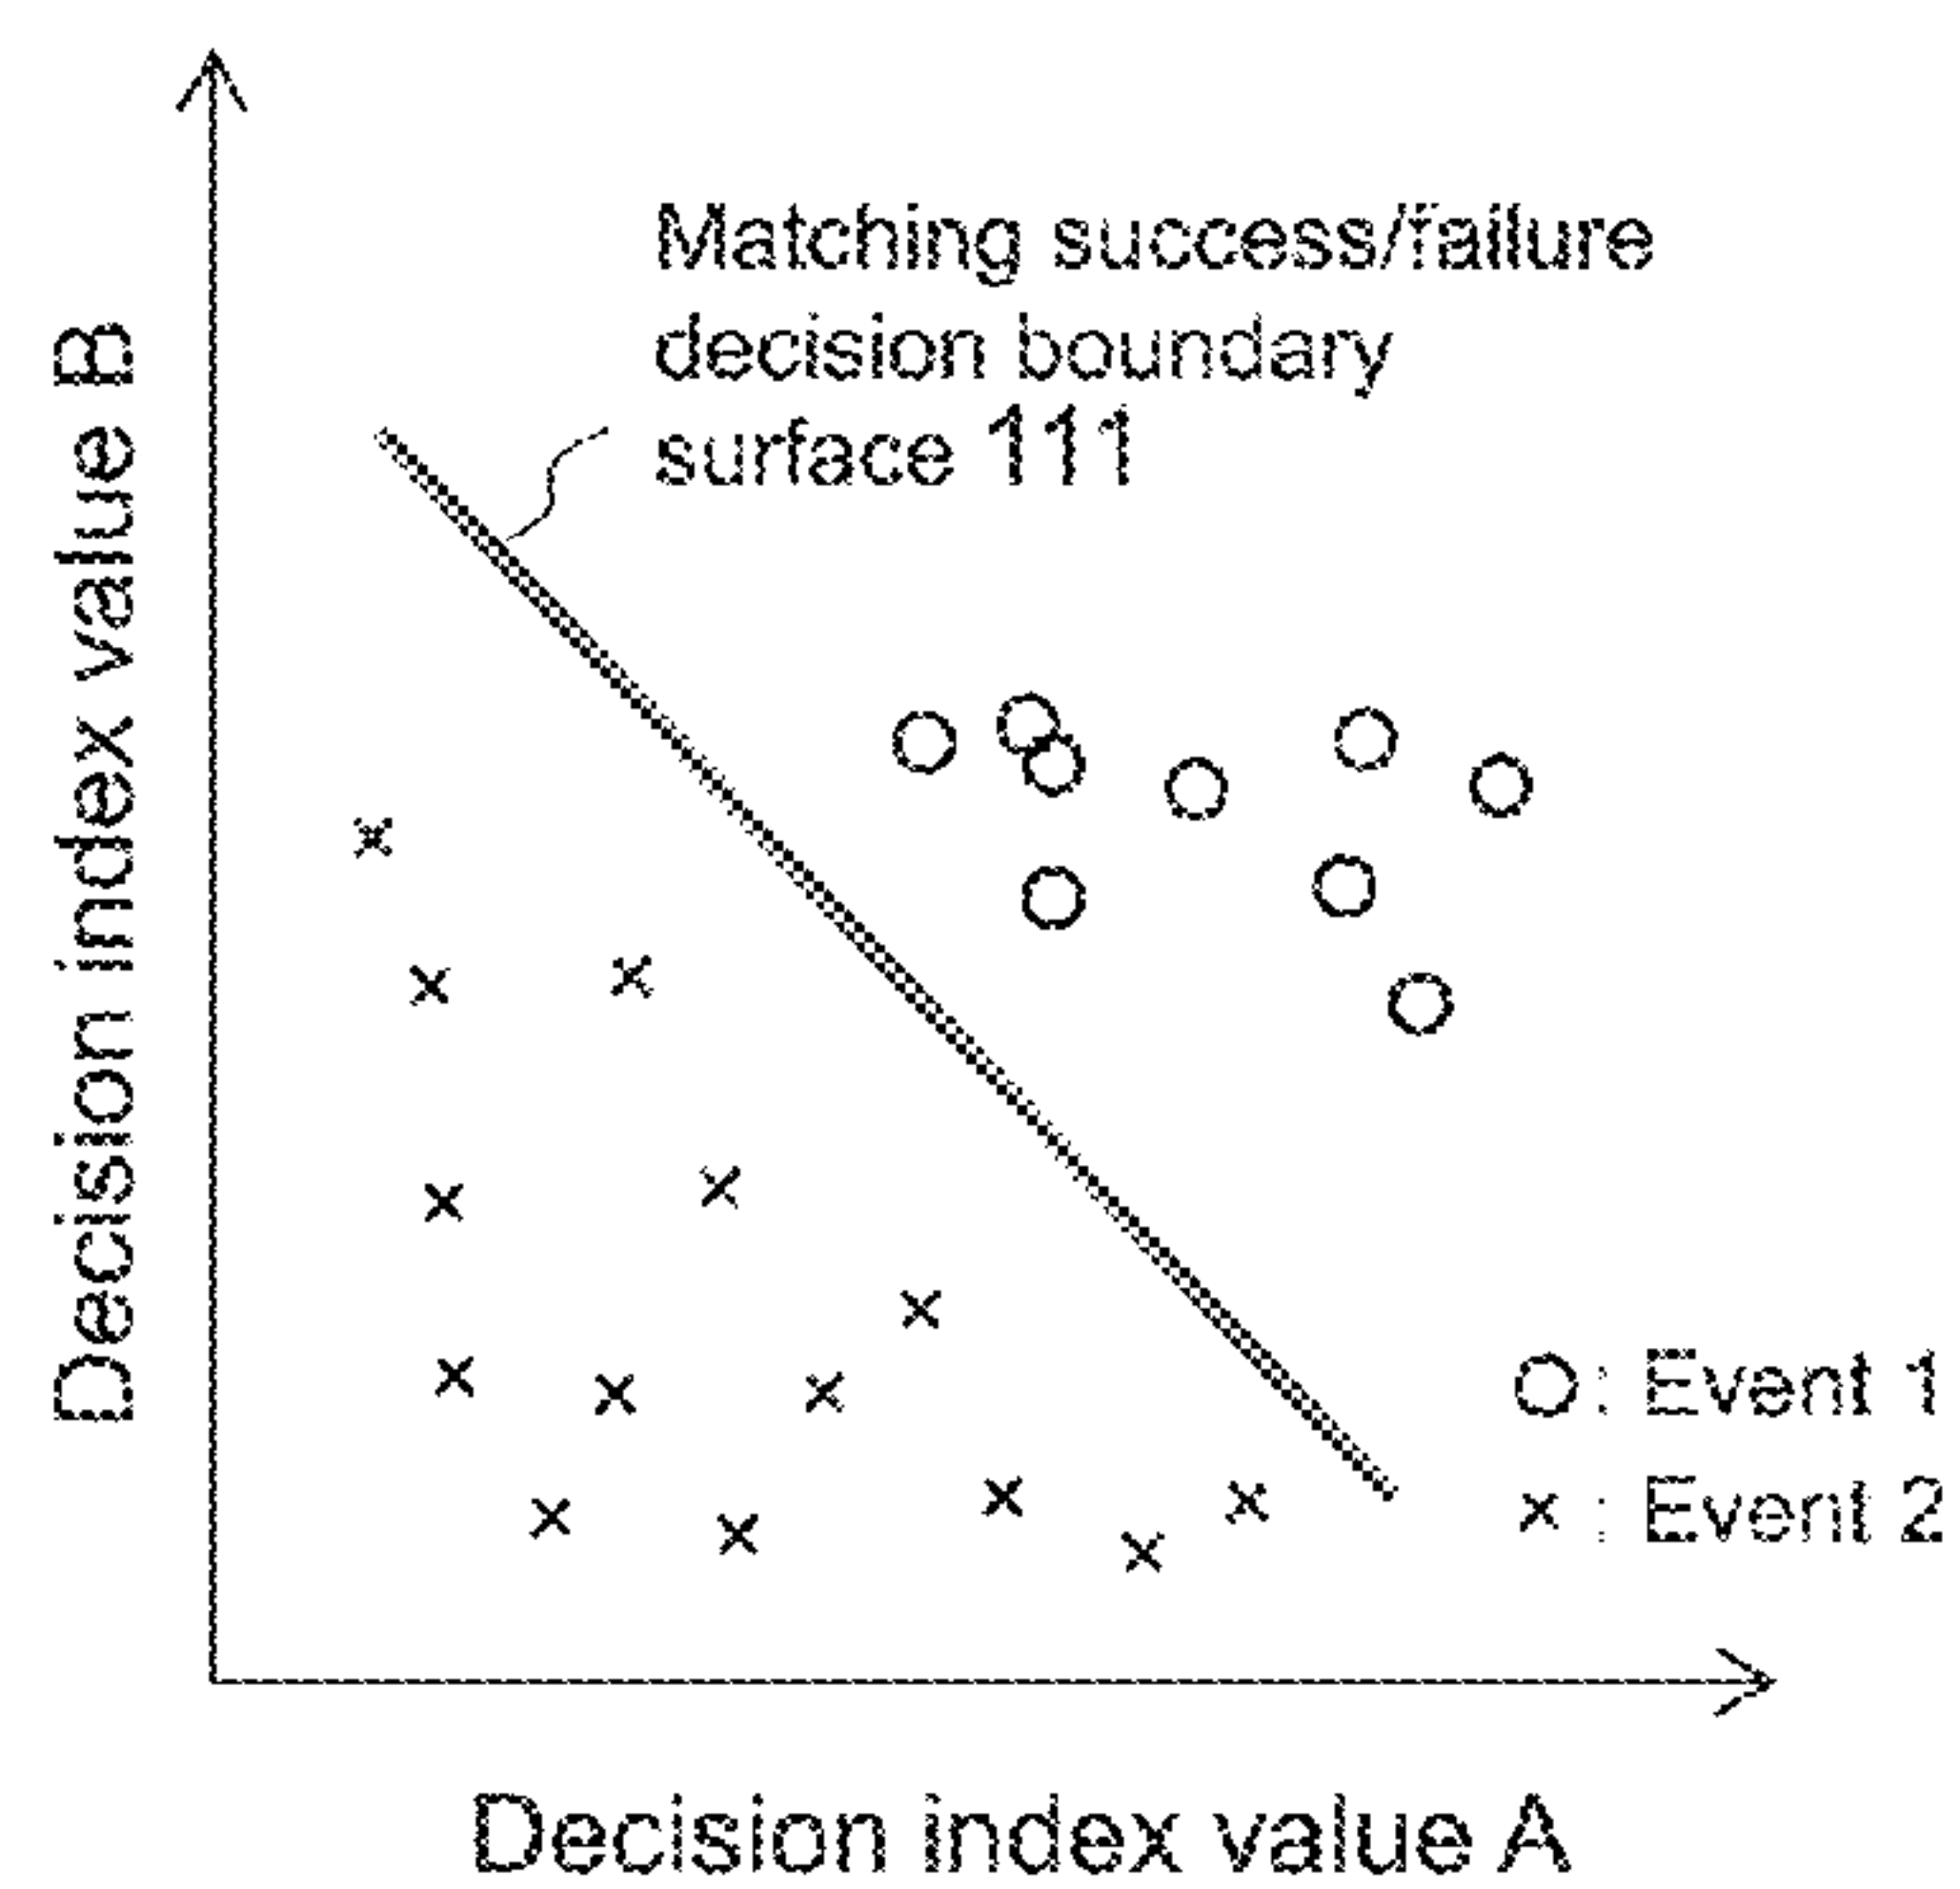 Matching success/failure
decision boundary
surface 111
Decision index value B
○: Event 1
×: Event 2
Decision index value A